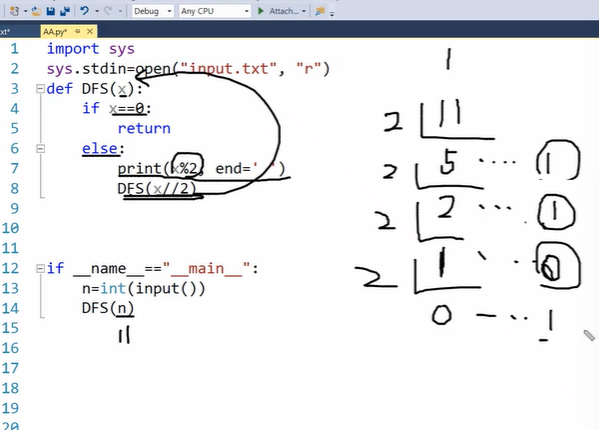 Debug Any CPU Attach...
xt* AA.py*
1 import sys
2 sys.stdin=open("input.txt", "r")
3 def DFS(x):
4 if x==0:
5 return
6 else:
7 print(x%2, end=' ')
8 DFS(x//2)
9
10
11
12 if __name__=="__main__":
13 n=int(input())
14 DFS(n)
15
16
17
18
19
20
11
1
2 11
2 5 .... 1
2 2 ... 1
2 1 ... 0
0 - ... 1